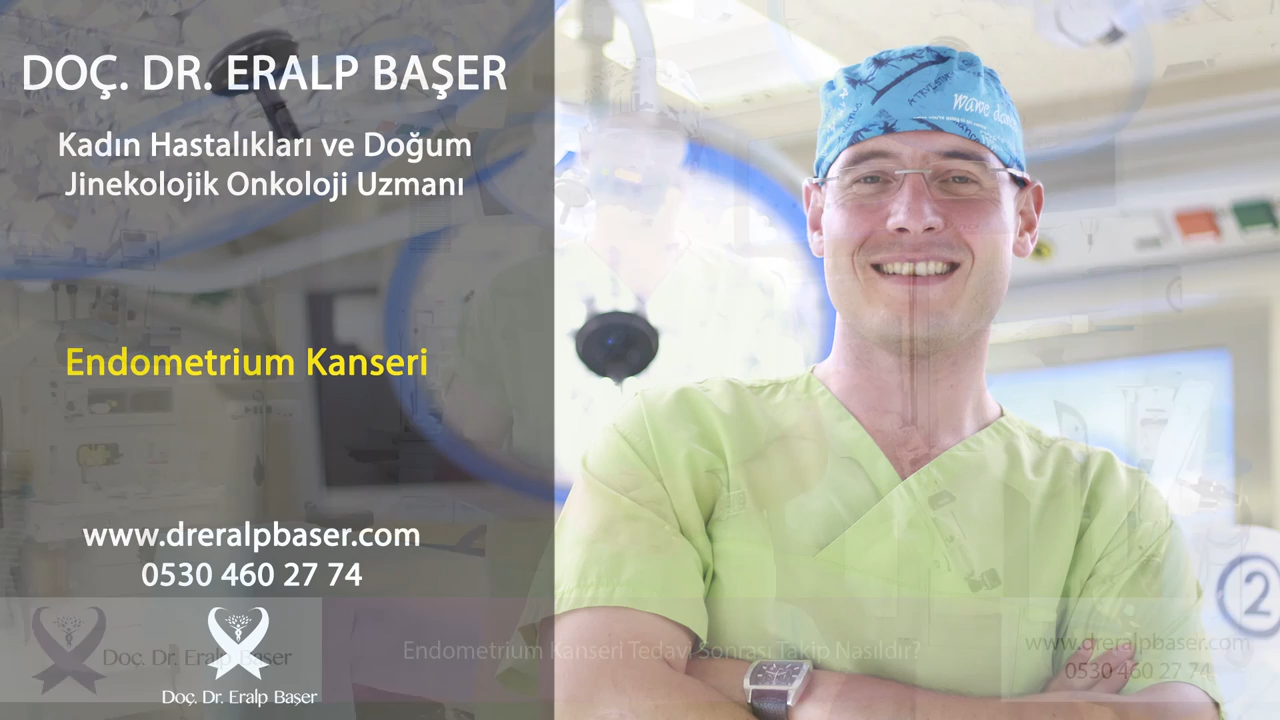 DOÇ. DR. ERALP BAŞER
Kadın Hastalıkları ve Doğum
Jinekolojik Onkoloji Uzmanı
Endometrium Kanseri
www.dreralpbaser.com
0530 460 27 74
Doç. Dr. Eralp Başer
Doç. Dr. Eralp Başer
Endometrium Kanseri Tedavi Sonrası Takip Nasıldır?
www.dreralpbaser.com
0530 460 27 74
2